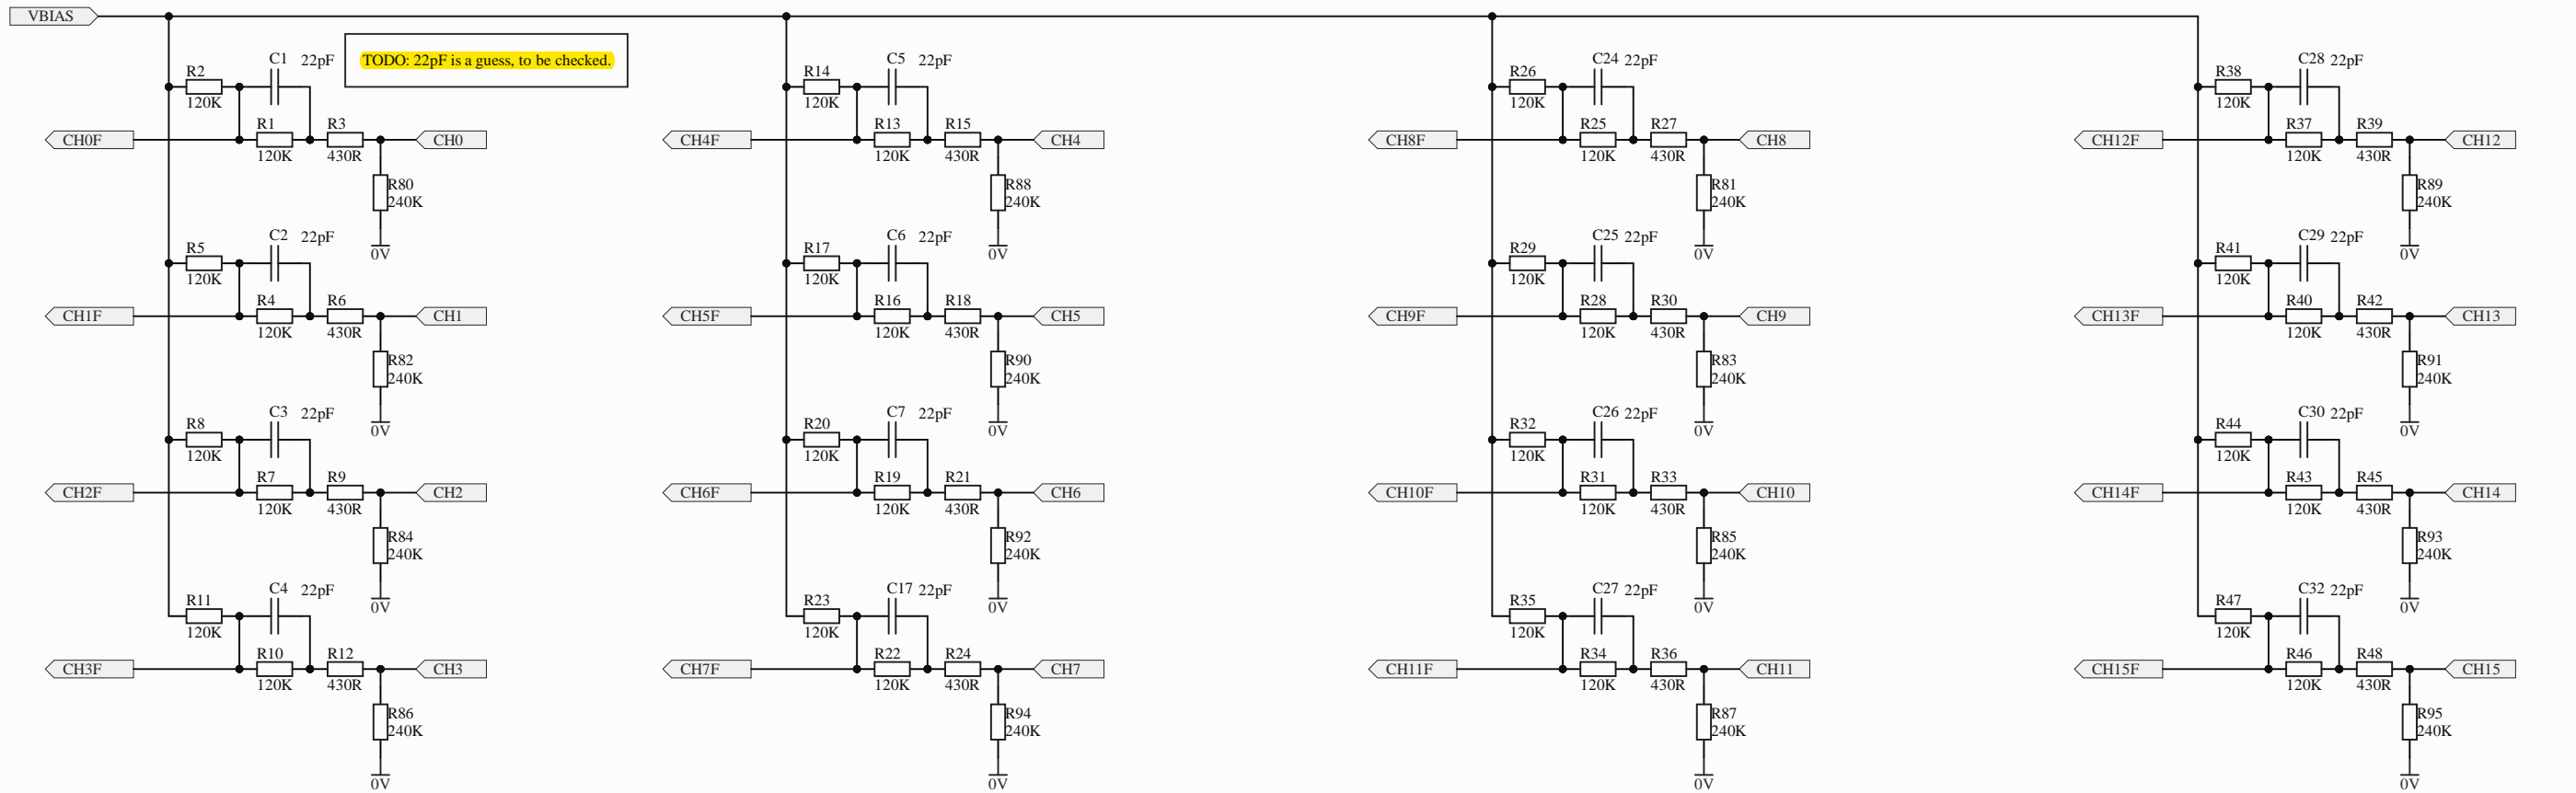 VBIAS
TODO: 22pF is a guess, to be checked.
C1 22pF
R2
120K
CH0F
R1
120K
R3
430R
CH0
R80
240K
0V
C2 22pF
R5
120K
CH1F
R4
120K
R6
430R
CH1
R82
240K
0V
C3 22pF
R8
120K
CH2F
R7
120K
R9
430R
CH2
R84
240K
0V
C4 22pF
R11
120K
CH3F
R10
120K
R12
430R
CH3
R86
240K
0V
C5 22pF
R14
120K
CH4F
R13
120K
R15
430R
CH4
R88
240K
0V
C6 22pF
R17
120K
CH5F
R16
120K
R18
430R
CH5
R90
240K
0V
C7 22pF
R20
120K
CH6F
R19
120K
R21
430R
CH6
R92
240K
0V
C17 22pF
R23
120K
CH7F
R22
120K
R24
430R
CH7
R94
240K
0V
C24 22pF
R26
120K
CH8F
R25
120K
R27
430R
CH8
R81
240K
0V
C25 22pF
R29
120K
CH9F
R28
120K
R30
430R
CH9
R83
240K
0V
C26 22pF
R32
120K
CH10F
R31
120K
R33
430R
CH10
R85
240K
0V
C27 22pF
R35
120K
CH11F
R34
120K
R36
430R
CH11
R87
240K
0V
C28 22pF
R38
120K
CH12F
R37
120K
R39
430R
CH12
R89
240K
0V
C29 22pF
R41
120K
CH13F
R40
120K
R42
430R
CH13
R91
240K
0V
C30 22pF
R44
120K
CH14F
R43
120K
R45
430R
CH14
R93
240K
0V
C32 22pF
R47
120K
CH15F
R46
120K
R48
430R
CH15
R95
240K
0V